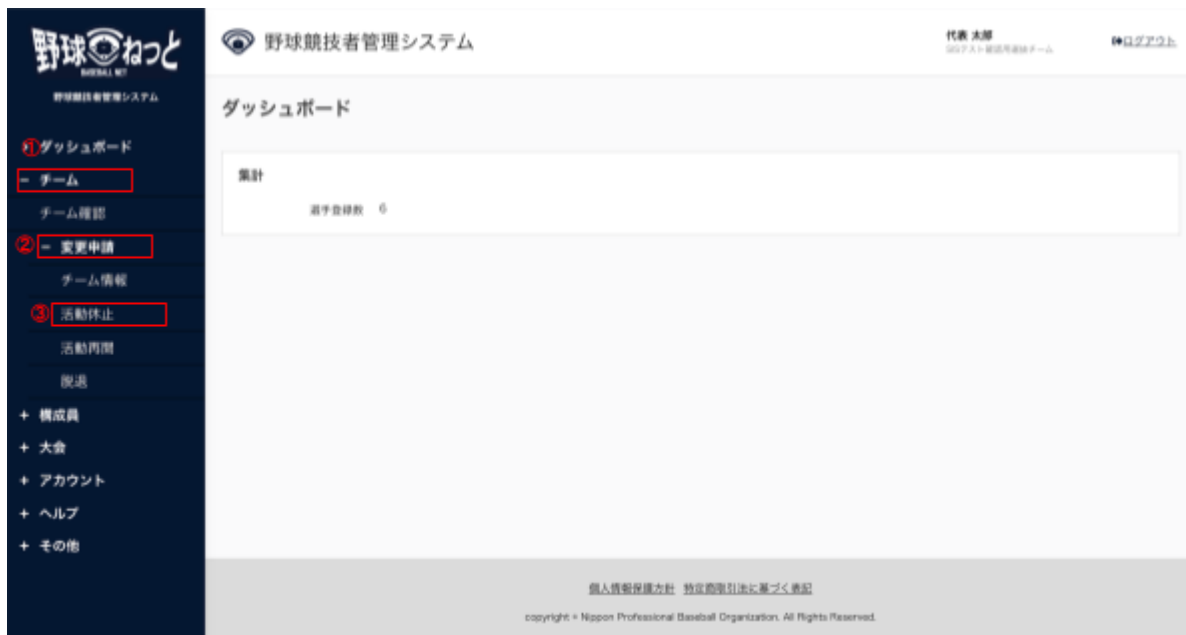 野球ねっと
BASEBALL NET
野球競技者管理システム
①ダッシュボード
− チーム
チーム確認
② − 変更申請
チーム情報
③ 活動休止
活動再開
脱退
+ 構成員
+ 大会
+ アカウント
+ ヘルプ
+ その他
野球競技者管理システム
代表 太郎
ログアウト
ダッシュボード
集計
選手登録数 6
個人情報保護方針 特定商取引法に基づく表記
copyright © Nippon Professional Baseball Organization. All Rights Reserved.